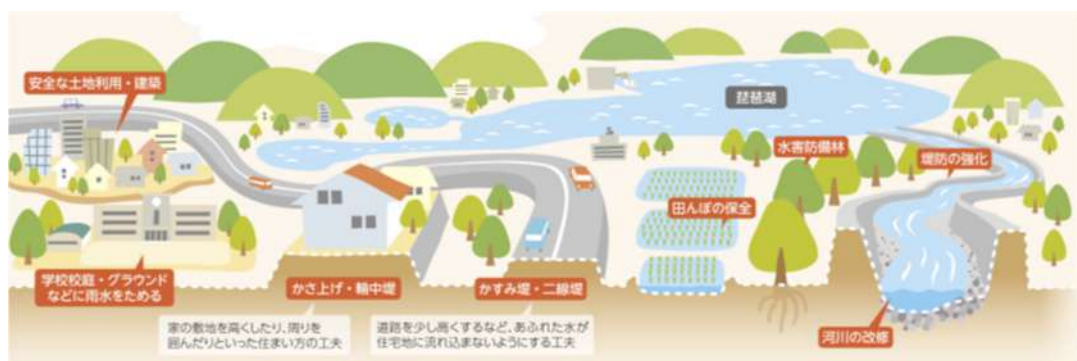 安全な土地利用・建築
琵琶湖
水害防備林
堤防の強化
田んぼの保全
学校校庭・グラウンド
などに雨水をためる
かさ上げ・輪中堤
かすみ堤・二線堤
家の敷地を高くしたり、周りを
囲んだりといった住まい方の工夫
道路を少し高くするなど、あふれた水が
住宅地に流れ込まないようにする工夫
河川の改修